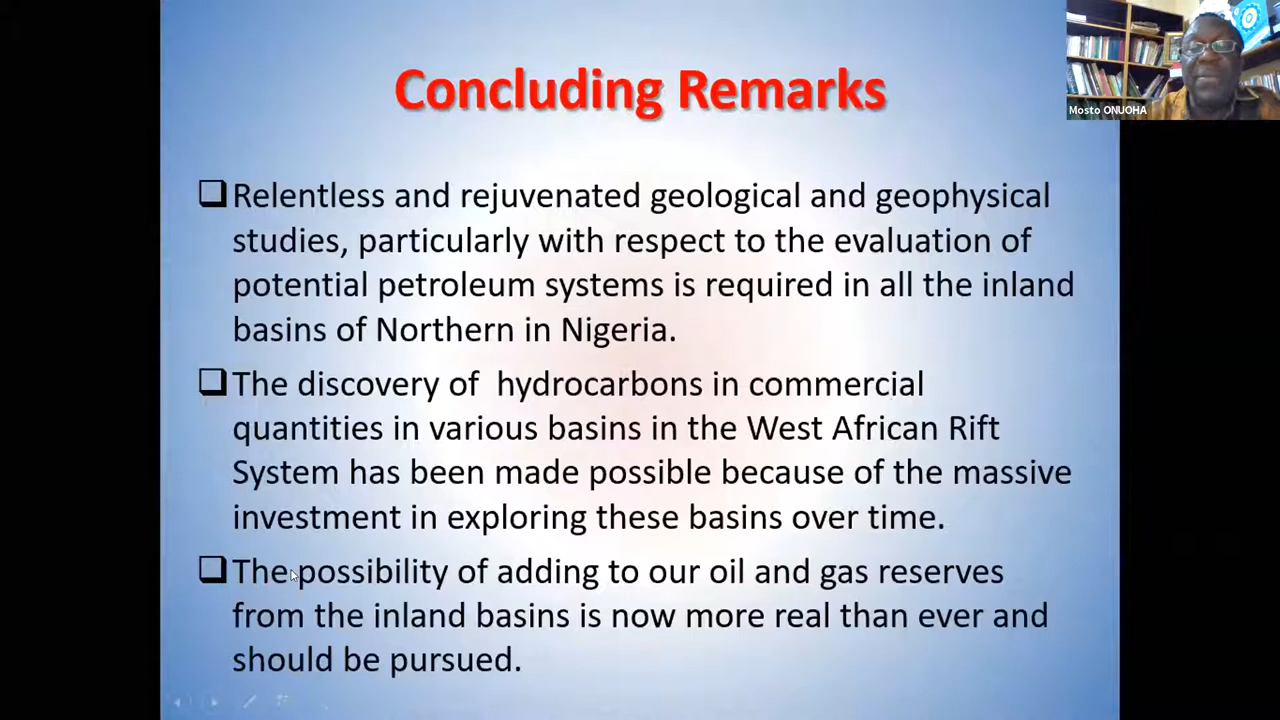 Concluding Remarks
Mosto ONUOHA
Relentless and rejuvenated geological and geophysical
studies, particularly with respect to the evaluation of
potential petroleum systems is required in all the inland
basins of Northern in Nigeria.
The discovery of  hydrocarbons in commercial
quantities in various basins in the West African Rift
System has been made possible because of the massive
investment in exploring these basins over time.
The possibility of adding to our oil and gas reserves
from the inland basins is now more real than ever and
should be pursued.